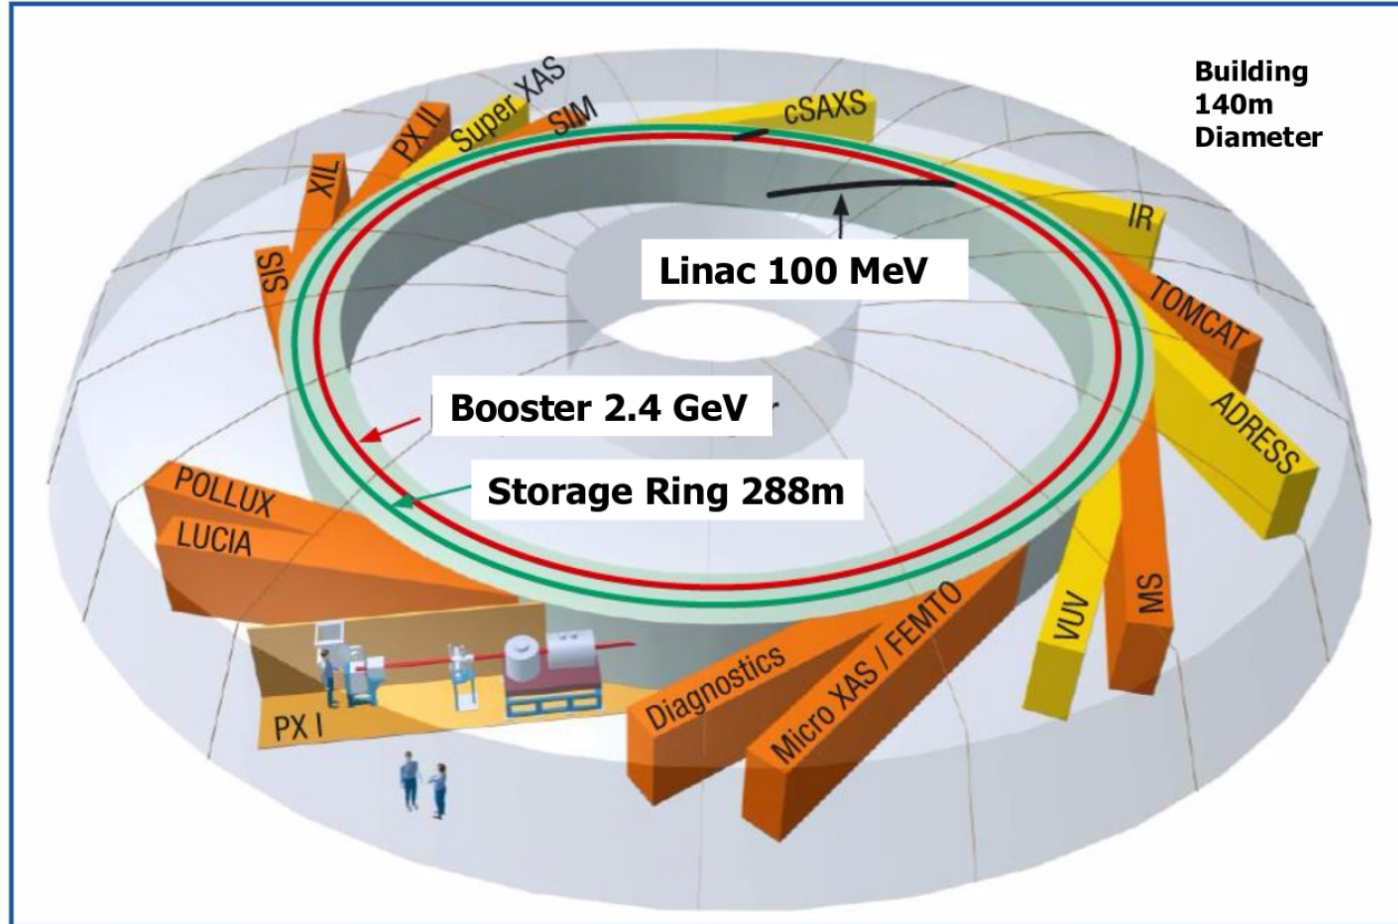 Building
140m
Diameter
Super XAS
SIM
cSAXS
PX II
XIL
IR
SIS
Linac 100 MeV
TOMCAT
Booster 2.4 GeV
ADRESS
POLLUX
Storage Ring 288m
LUCIA
MS
VUV
Diagnostics
Micro XAS / FEMTO
PX I